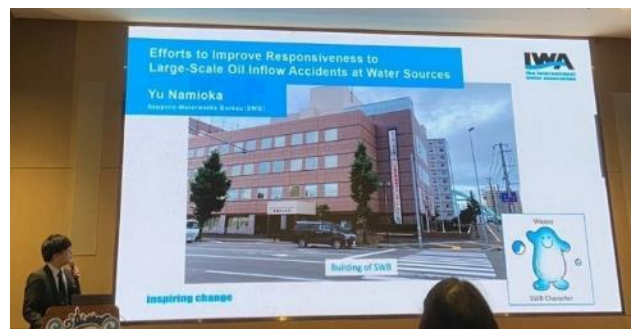 Efforts to Improve Responsiveness to
Large-Scale Oil Inflow Accidents at Water Sources
IWA
the international
water association
Yu Namioka
Sapporo Waterworks Bureau (SWB)
Building of SWB
SWB Character
inspiring change